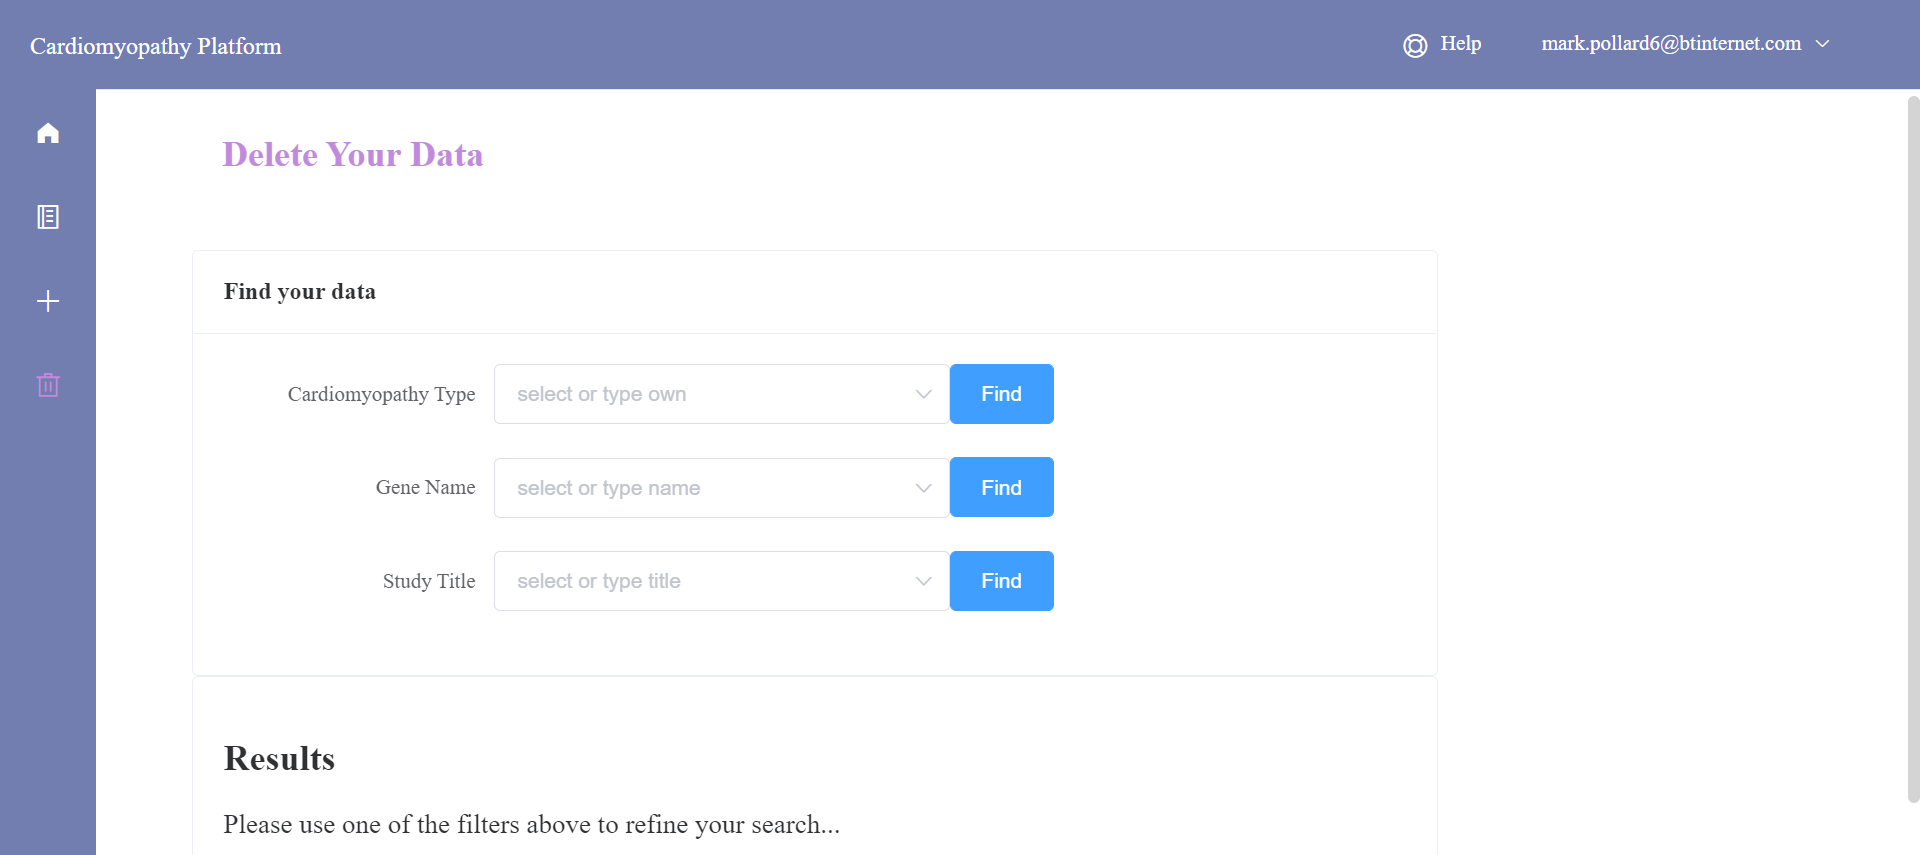 Cardiomyopathy Platform
Help
mark.pollard6@btinternet.com
Delete Your Data
Find your data
Cardiomyopathy Type
select or type own
Find
Gene Name
select or type name
Find
Study Title
select or type title
Find
Results
Please use one of the filters above to refine your search...